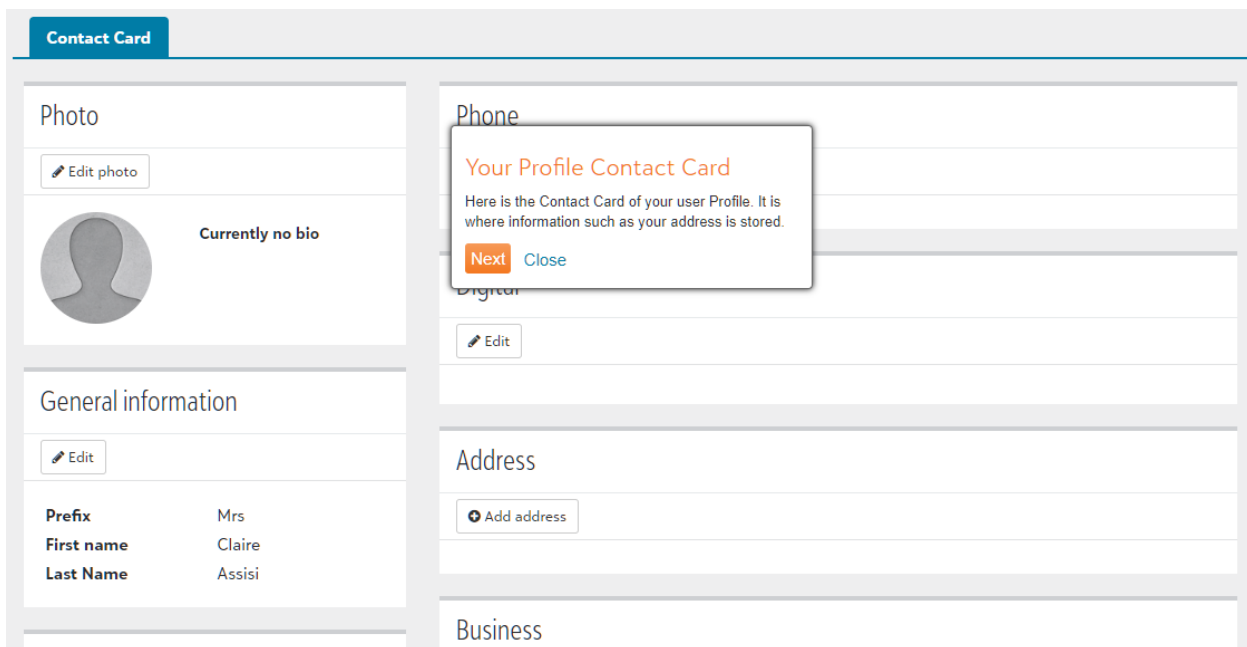 Contact Card
Photo
Edit photo
Currently no bio
General information
Edit
Prefix Mrs
First name Claire
Last Name Assisi
Phone
Your Profile Contact Card
Here is the Contact Card of your user Profile. It is
where information such as your address is stored.
Next Close
Digital
Edit
Address
Add address
Business